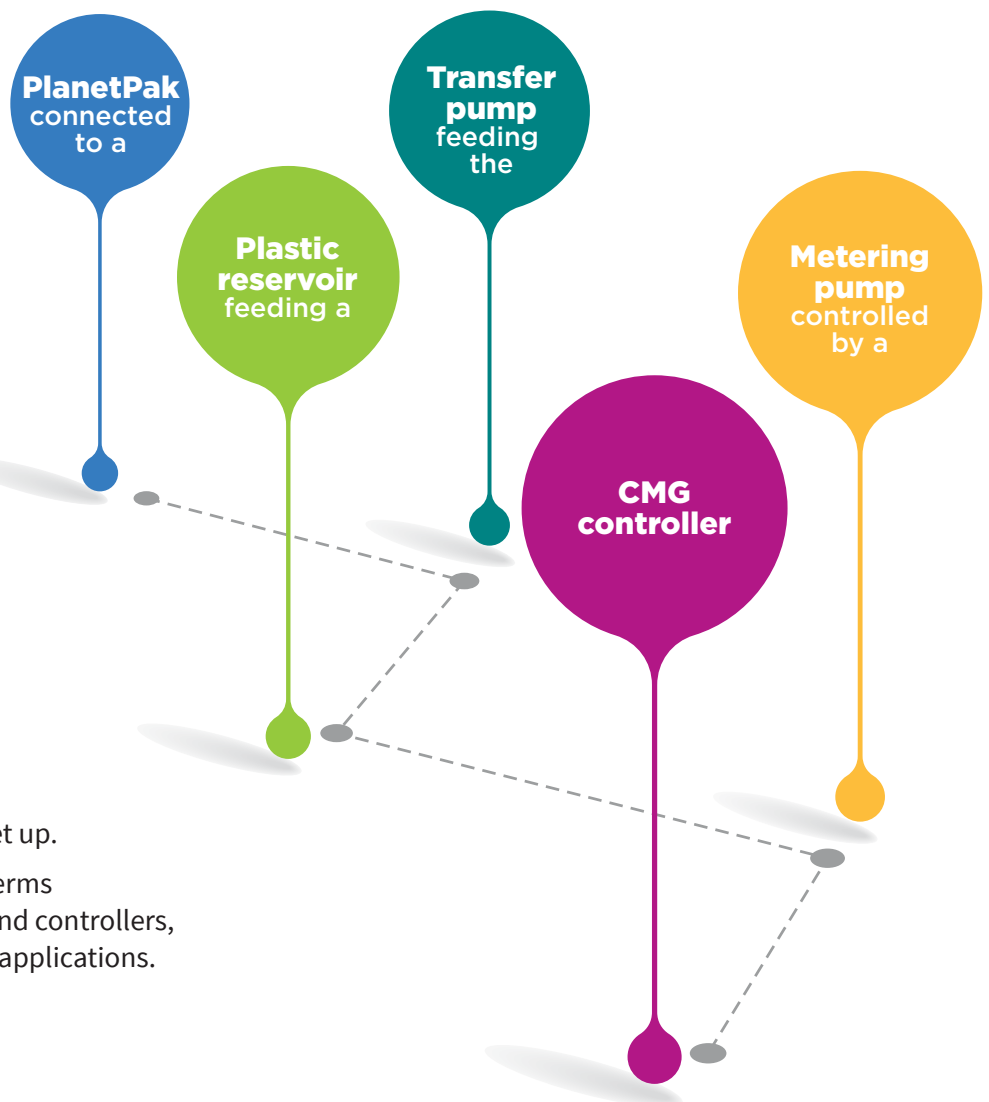 PlanetPak
connected
to a
Transfer
pump
feeding
the
Plastic
reservoir
feeding a
Metering
pump
controlled
by a
CMG
controller
et up.
erms
nd controllers,
applications.